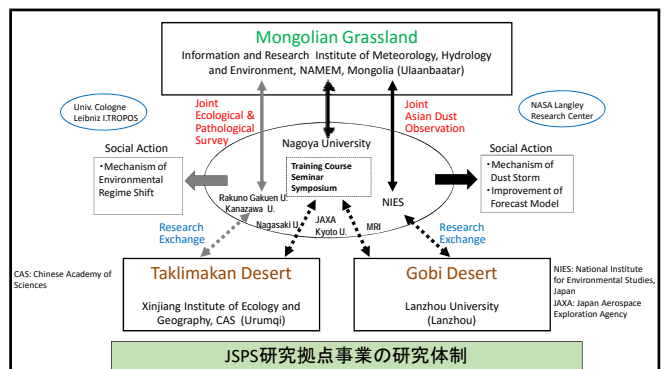 Mongolian Grassland
Information and Research Institute of Meteorology, Hydrology
and Environment, NAMEM, Mongolia (Ulaanbaatar)
Univ. Cologne
Leibniz I.TROPOS
Joint
Ecological &
Pathological
Survey
Joint
Asian Dust
Observation
NASA Langley
Research Center
Nagoya University
Social Action
・Mechanism of
Environmental
Regime Shift
Training Course
Seminar
Symposium
Social Action
・Mechanism of
Dust Storm
・Improvement of
Forecast Model
Rakuno Gakuen U.
Kanazawa U.
NIES
Nagasaki U.
JAXA
Kyoto U.
MRI
Research
Exchange
Research
Exchange
CAS: Chinese Academy of
Sciences
Taklimakan Desert
Xinjiang Institute of Ecology and
Geography, CAS (Urumqi)
Gobi Desert
Lanzhou University
(Lanzhou)
NIES: National Institute
for Environmental Studies,
Japan
JAXA: Japan Aerospace
Exploration Agency
JSPS研究拠点事業の研究体制